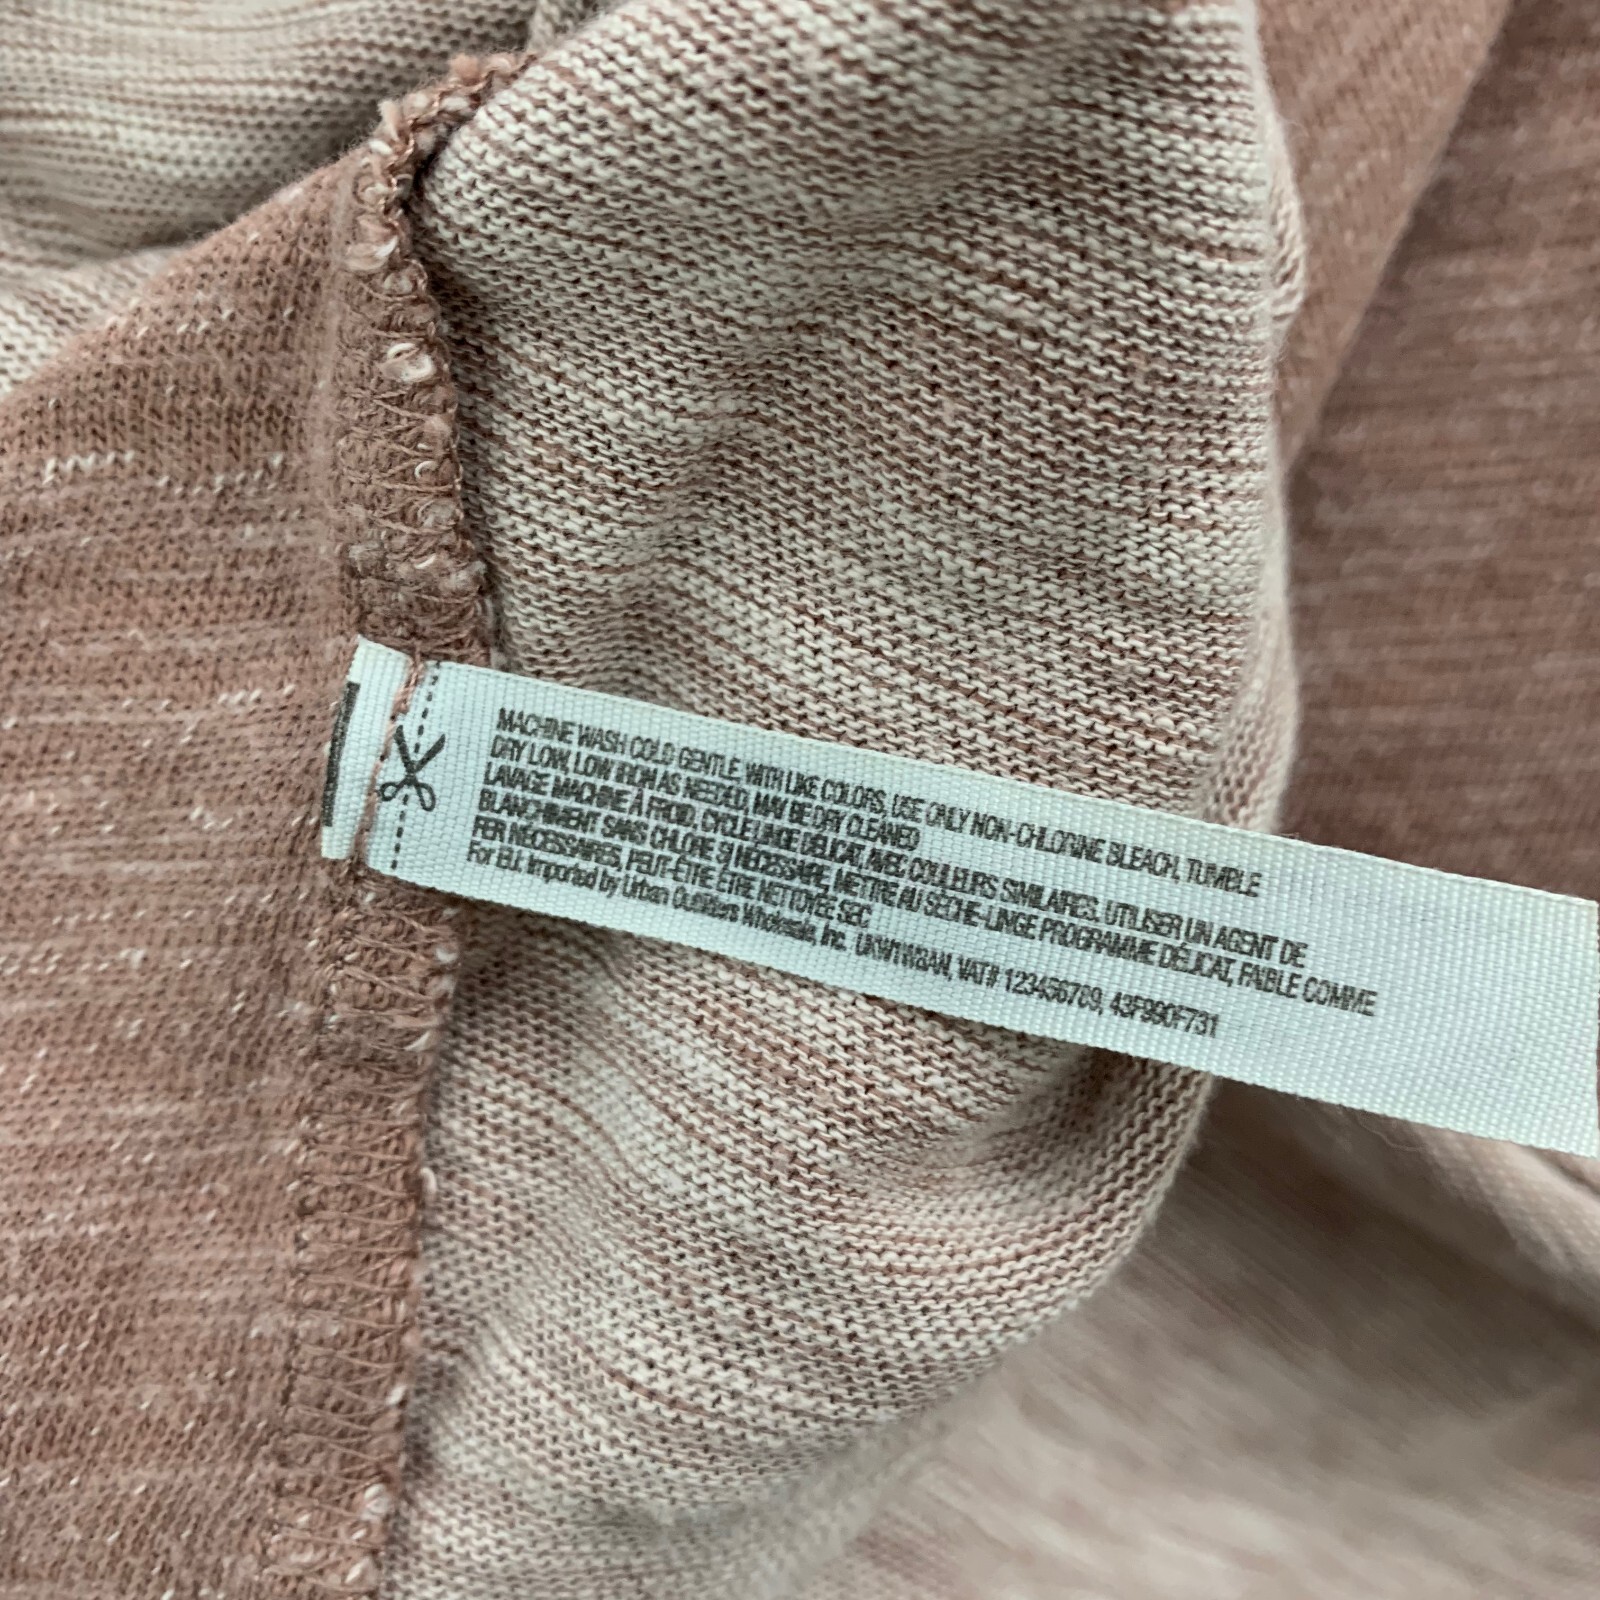 MACHINE WASH COLD GENTLE, WITH LIKE COLORS, USE ONLY NON-CHLORINE BLEACH, TUMBLE
DRY LOW, LOW IRON AS NEEDED, MAY BE DRY CLEANED
LAVAGE MACHINE À FROID, CYCLE LINGE DÉLICAT, AVEC COULEURS SIMILAIRES. UTILISER UN AGENT DE
BLANCHIMENT SANS CHLORE SI NÉCESSAIRE, METTRE AU SÈCHE-LINGE PROGRAMME DÉLICAT, FAIBLE COMME
FER NÉCESSAIRES, PEUT-ÊTRE ÊTRE NETTOYÉE SEC
For EU: Imported by Urban Outfitters Wholesale, Inc. UKW1W8AN, VAT# 123456789, 43F990F731